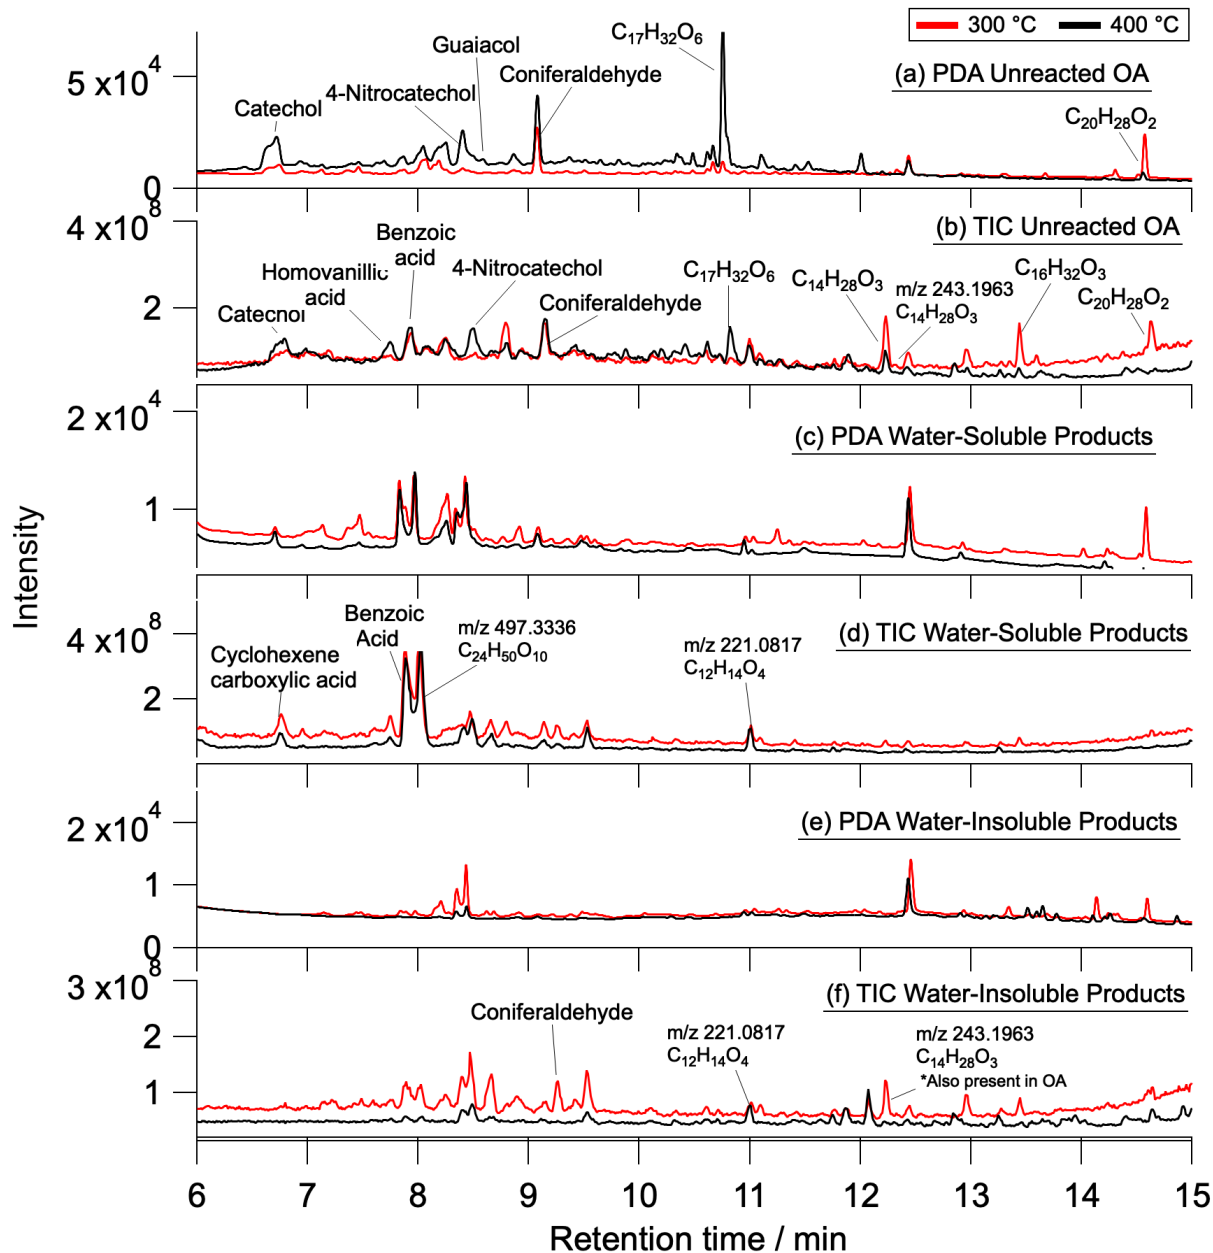 300 °C 400 °C
(a) PDA Unreacted OA
C17H32O6
Guaiacol
Coniferaldehyde
4-Nitrocatechol
Catechol
C20H28O2
5 x10^4
0
(b) TIC Unreacted OA
4 x10^8
2
Benzoic
acid
Homovanillic
acid
Catechol
4-Nitrocatechol
Coniferaldehyde
C17H32O6
C14H28O3
m/z 243.1963
C14H28O3
C16H32O3
C20H28O2
(c) PDA Water-Soluble Products
2 x10^4
1
Intensity
(d) TIC Water-Soluble Products
4 x10^8
2
Benzoic
Acid
Cyclohexene
carboxylic acid
m/z 497.3336
C24H50O10
m/z 221.0817
C12H14O4
(e) PDA Water-Insoluble Products
2 x10^4
1
0
(f) TIC Water-Insoluble Products
3 x10^8
2
1
Coniferaldehyde
m/z 221.0817
C12H14O4
m/z 243.1963
C14H28O3
*Also present in OA
6 7 8 9 10 11 12 13 14 15
Retention time / min